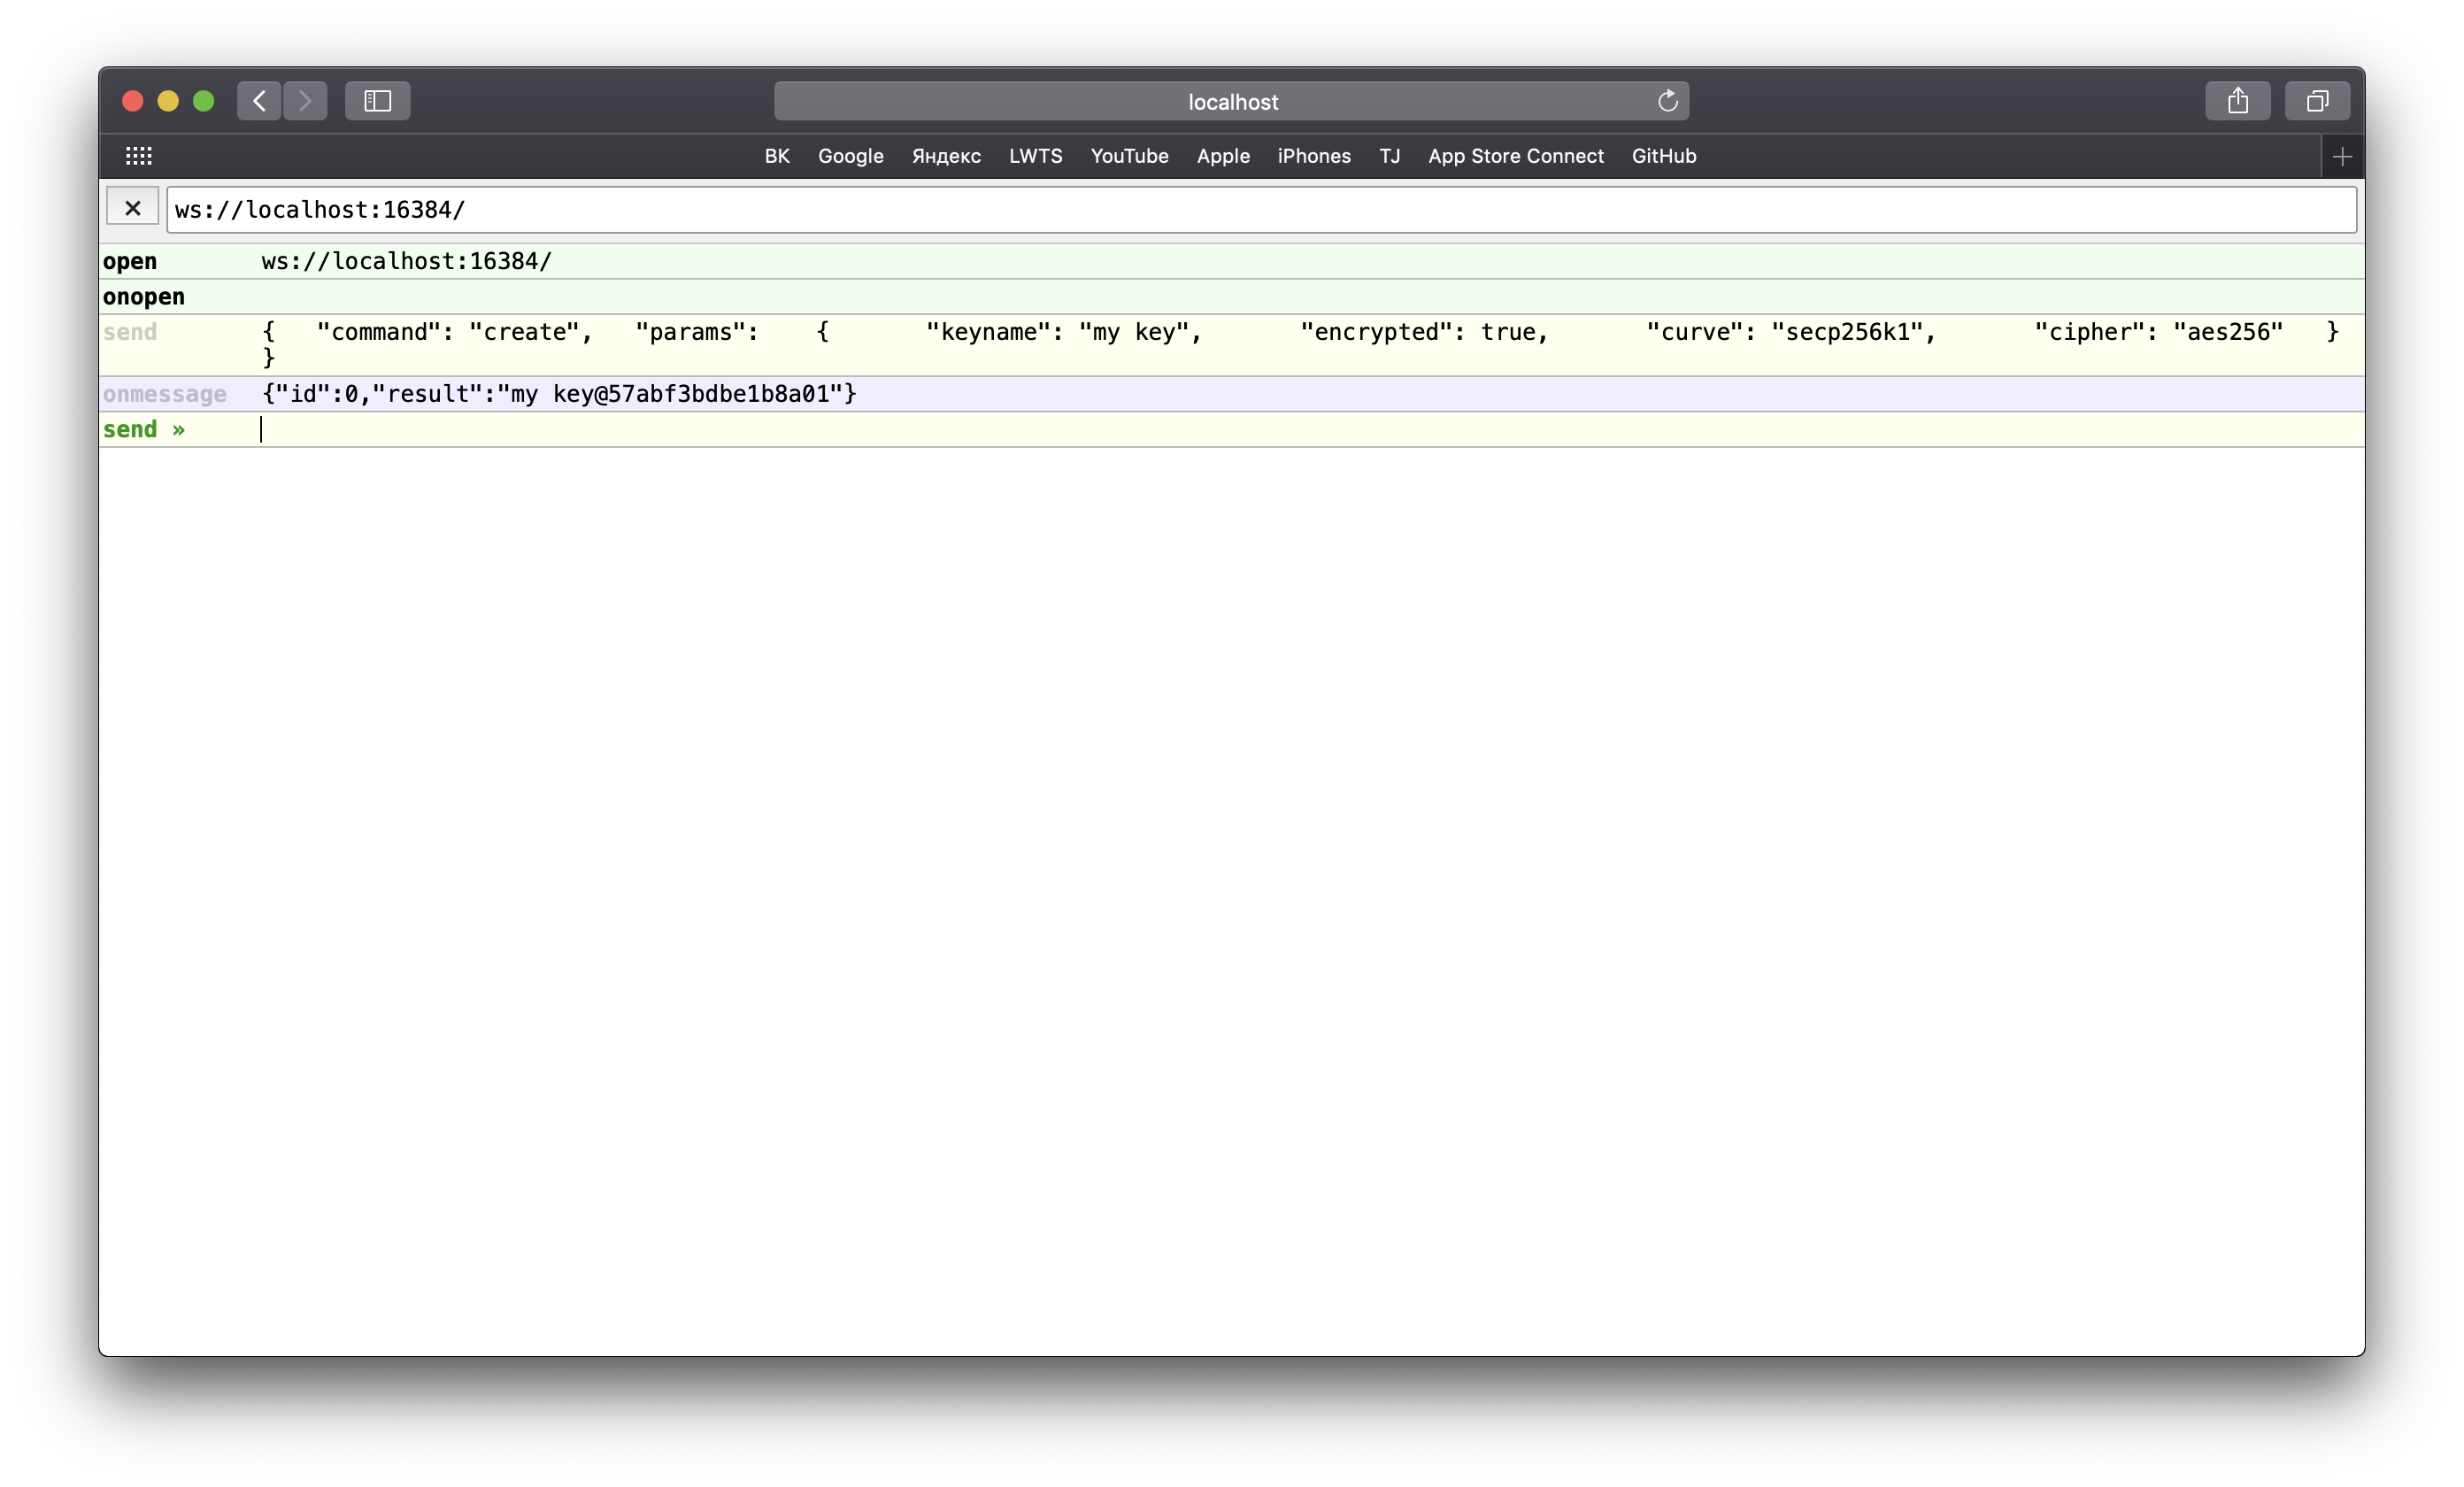 localhost
ВК Google Яндекс LWTS YouTube Apple iPhones TJ App Store Connect GitHub
ws://localhost:16384/
open ws://localhost:16384/
onopen
send { "command": "create", "params": { "keyname": "my key", "encrypted": true, "curve": "secp256k1", "cipher": "aes256" }
}
onmessage {"id":0,"result":"my key@57abf3bdbe1b8a01"}
send »